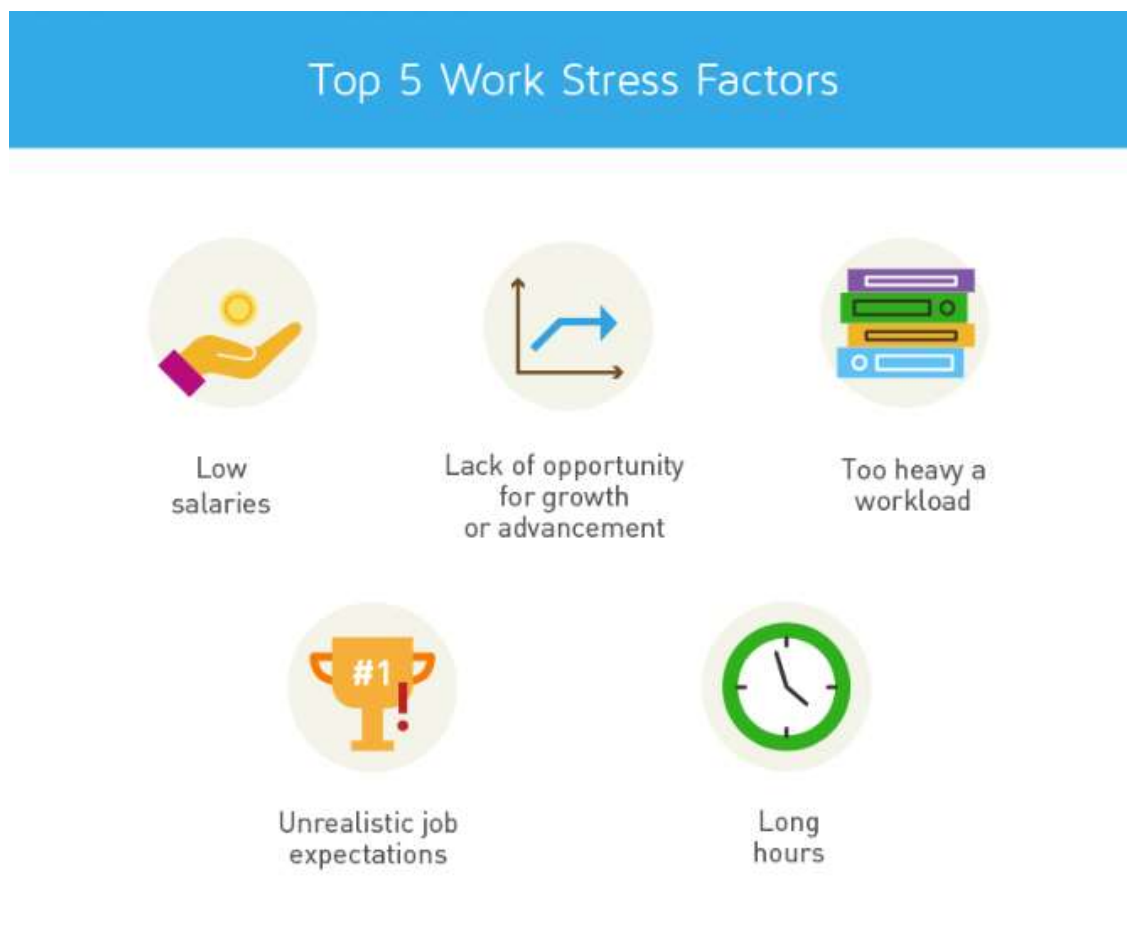 Top 5 Work Stress Factors
Low
salaries
Lack of opportunity
for growth
or advancement
Too heavy a
workload
#1
!
Unrealistic job
expectations
Long
hours